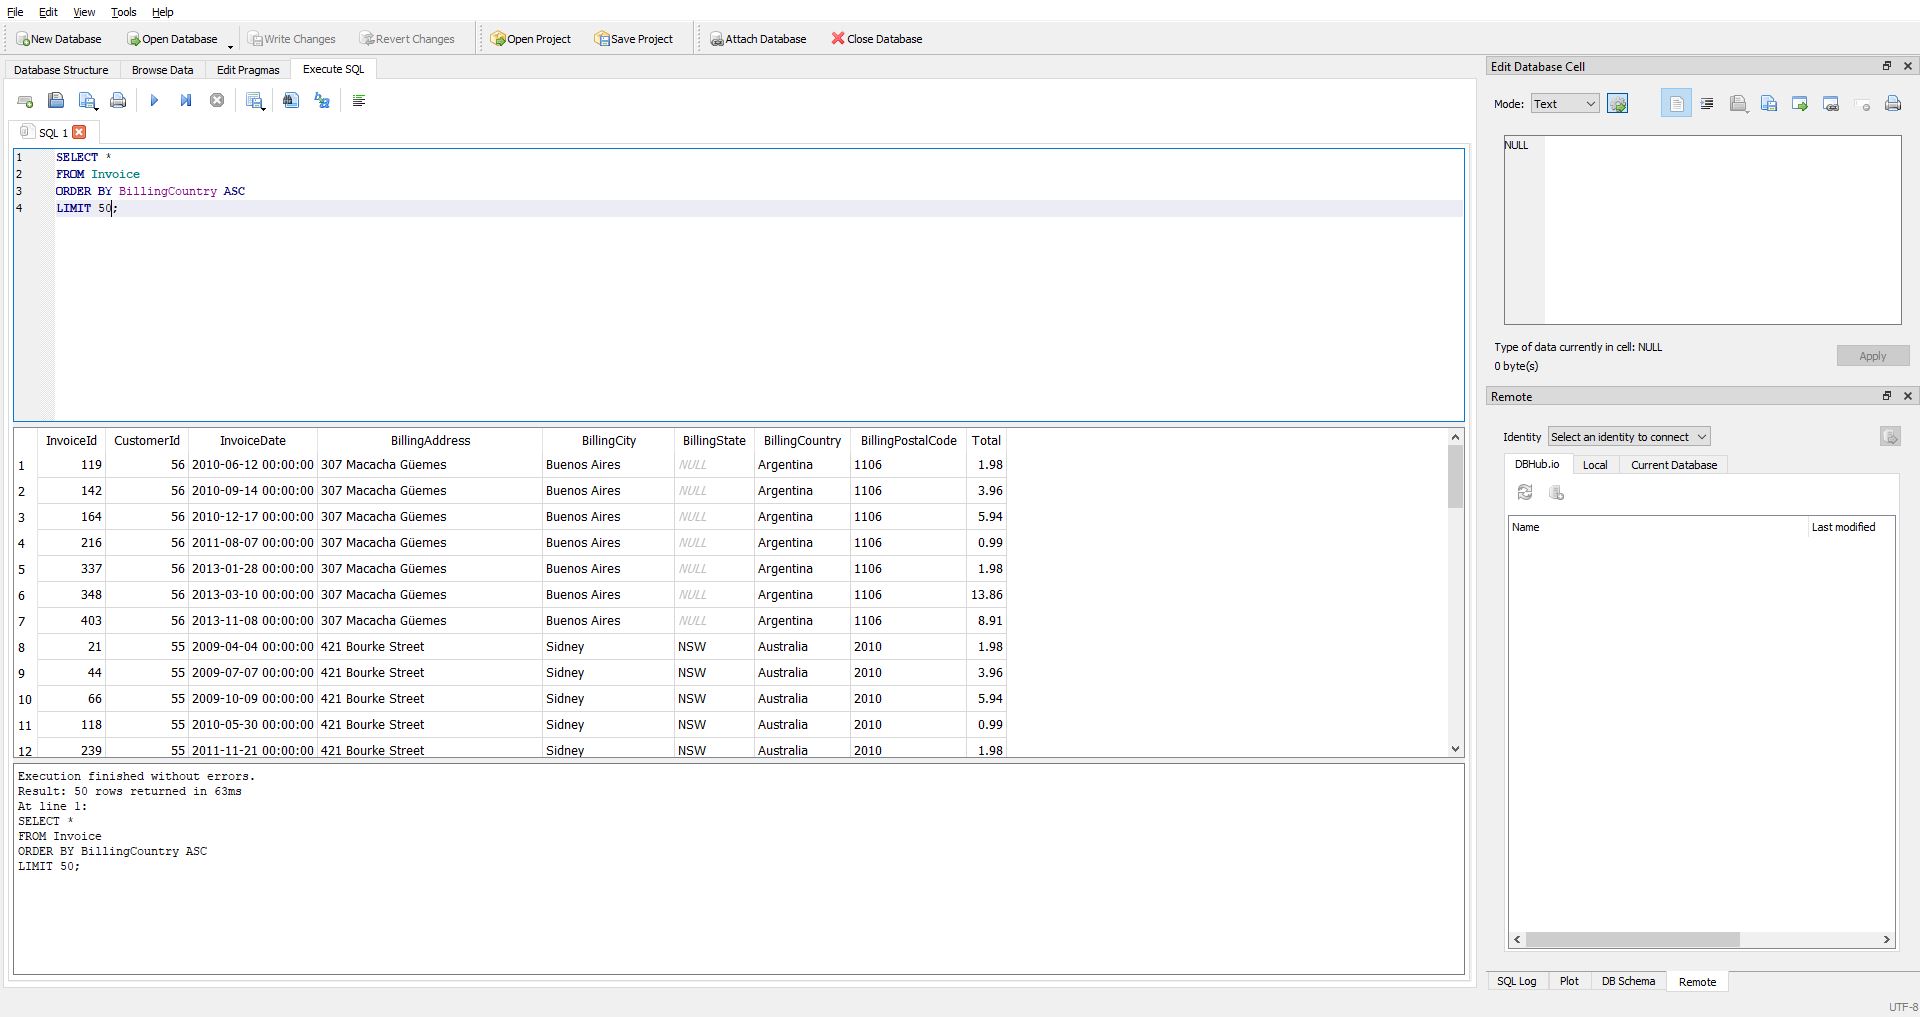 File Edit View Tools Help
New Database Open Database Write Changes Revert Changes Open Project Save Project Attach Database Close Database
Database Structure Browse Data Edit Pragmas Execute SQL
SQL 1
1 SELECT *
2 FROM Invoice
3 ORDER BY BillingCountry ASC
4 LIMIT 50;
InvoiceId CustomerId InvoiceDate BillingAddress BillingCity BillingState BillingCountry BillingPostalCode Total
1 119 56 2010-06-12 00:00:00 307 Macacha Güemes Buenos Aires NULL Argentina 1106 1.98
2 142 56 2010-09-14 00:00:00 307 Macacha Güemes Buenos Aires NULL Argentina 1106 3.96
3 164 56 2010-12-17 00:00:00 307 Macacha Güemes Buenos Aires NULL Argentina 1106 5.94
4 216 56 2011-08-07 00:00:00 307 Macacha Güemes Buenos Aires NULL Argentina 1106 0.99
5 337 56 2013-01-28 00:00:00 307 Macacha Güemes Buenos Aires NULL Argentina 1106 1.98
6 348 56 2013-03-10 00:00:00 307 Macacha Güemes Buenos Aires NULL Argentina 1106 13.86
7 403 56 2013-11-08 00:00:00 307 Macacha Güemes Buenos Aires NULL Argentina 1106 8.91
8 21 55 2009-04-04 00:00:00 421 Bourke Street Sidney NSW Australia 2010 1.98
9 44 55 2009-07-07 00:00:00 421 Bourke Street Sidney NSW Australia 2010 3.96
10 66 55 2009-10-09 00:00:00 421 Bourke Street Sidney NSW Australia 2010 5.94
11 118 55 2010-05-30 00:00:00 421 Bourke Street Sidney NSW Australia 2010 0.99
12 239 55 2011-11-21 00:00:00 421 Bourke Street Sidney NSW Australia 2010 1.98
Execution finished without errors.
Result: 50 rows returned in 63ms
At line 1:
SELECT *
FROM Invoice
ORDER BY BillingCountry ASC
LIMIT 50;
Edit Database Cell
Mode: Text
NULL
Type of data currently in cell: NULL
0 byte(s)
Apply
Remote
Identity Select an identity to connect
DBHub.io Local Current Database
Name Last modified
SQL Log Plot DB Schema Remote
UTF-8